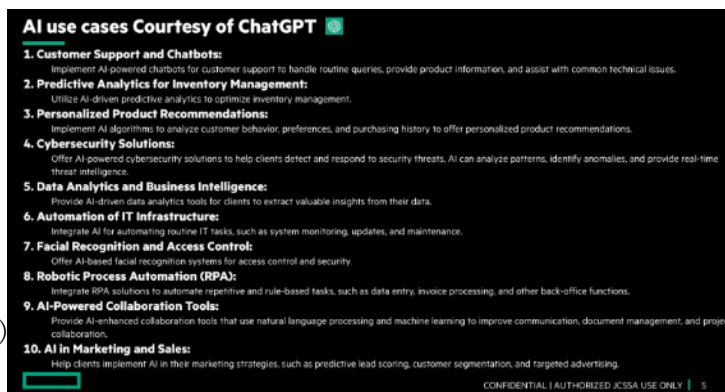 AI use cases Courtesy of ChatGPT
1. Customer Support and Chatbots:
Implement AI-powered chatbots for customer support to handle routine queries, provide product information, and assist with common technical issues.
2. Predictive Analytics for Inventory Management:
Utilize AI-driven predictive analytics to optimize inventory management.
3. Personalized Product Recommendations:
Implement AI algorithms to analyze customer behavior, preferences, and purchasing history to offer personalized product recommendations.
4. Cybersecurity Solutions:
Offer AI-powered cybersecurity solutions to help clients detect and respond to security threats. AI can analyze patterns, identify anomalies, and provide real-time
threat intelligence.
5. Data Analytics and Business Intelligence:
Provide AI-driven data analytics tools for clients to extract valuable insights from their data.
6. Automation of IT Infrastructure:
Integrate AI for automating routine IT tasks, such as system monitoring, updates, and maintenance.
7. Facial Recognition and Access Control:
Offer AI-based facial recognition systems for access control and security.
8. Robotic Process Automation (RPA):
Integrate RPA solutions to automate repetitive and rule-based tasks, such as data entry, invoice processing, and other back-office functions.
9. AI-Powered Collaboration Tools:
Provide AI-enhanced collaboration tools that use natural language processing and machine learning to improve communication, document management, and projec
collaboration.
10. AI in Marketing and Sales:
Help clients implement AI in their marketing strategies, such as predictive lead scoring, customer segmentation, and targeted advertising.
CONFIDENTIAL | AUTHORIZED JCSSA USE ONLY | 5